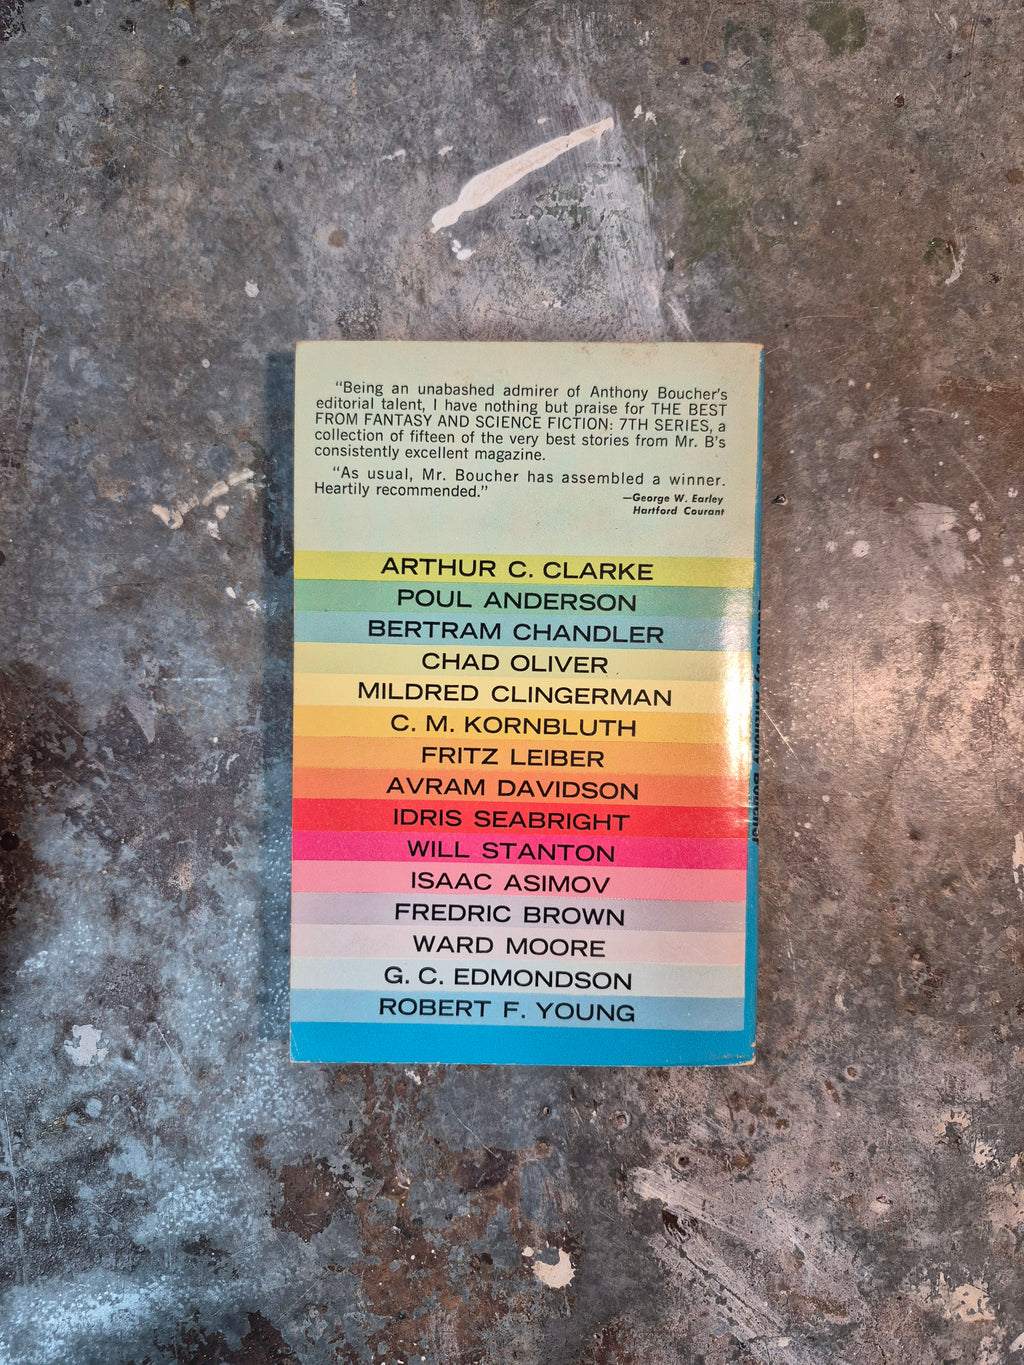 "Being an unabashed admirer of Anthony Boucher's
editorial talent, I have nothing but praise for THE BEST
FROM FANTASY AND SCIENCE FICTION: 7TH SERIES, a
collection of fifteen of the very best stories from Mr. B's
consistently excellent magazine.
"As usual, Mr. Boucher has assembled a winner.
Heartily recommended."
—George W. Earley
Hartford Courant
ARTHUR C. CLARKE
POUL ANDERSON
BERTRAM CHANDLER
CHAD OLIVER
MILDRED CLINGERMAN
C. M. KORNBLUTH
FRITZ LEIBER
AVRAM DAVIDSON
IDRIS SEABRIGHT
WILL STANTON
ISAAC ASIMOV
FREDRIC BROWN
WARD MOORE
G. C. EDMONDSON
ROBERT F. YOUNG